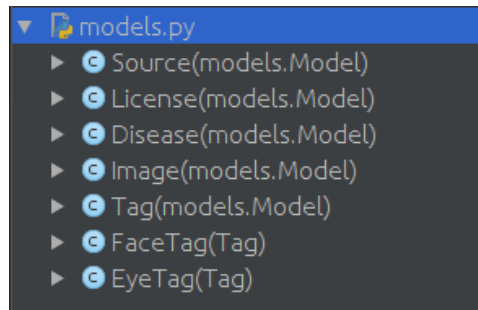 models.py
Source(models.Model)
License(models.Model)
Disease(models.Model)
Image(models.Model)
Tag(models.Model)
FaceTag(Tag)
EyeTag(Tag)